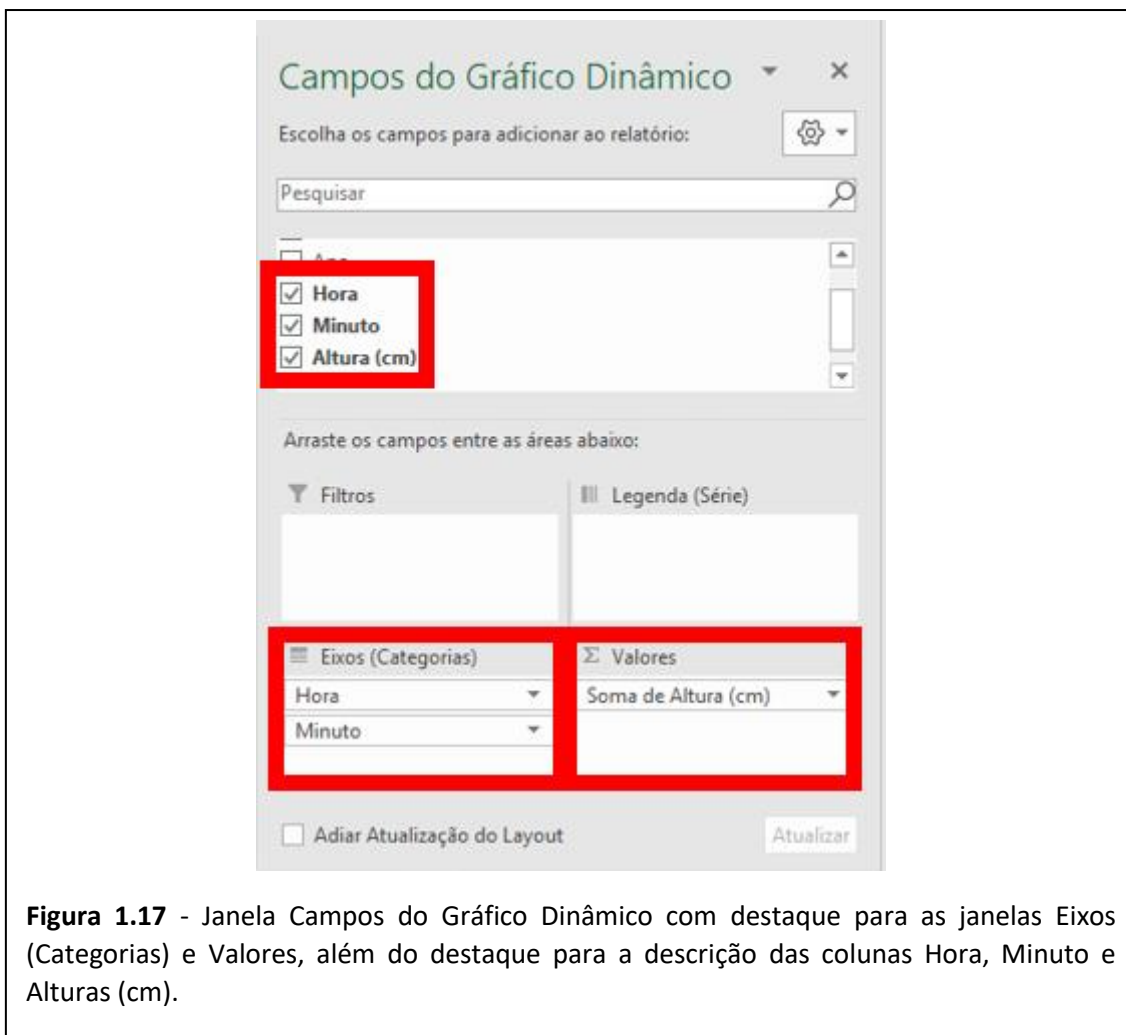 Campos do Gráfico Dinâmico
Escolha os campos para adicionar ao relatório:
Pesquisar
Hora
Minuto
Altura (cm)
Arraste os campos entre as áreas abaixo:
Filtros
Legenda (Série)
Eixos (Categorias)
Σ Valores
Hora
Soma de Altura (cm)
Minuto
Adiar Atualização do Layout
Atualizar
Figura 1.17 - Janela Campos do Gráfico Dinâmico com destaque para as janelas Eixos
(Categorias) e Valores, além do destaque para a descrição das colunas Hora, Minuto e
Alturas (cm).